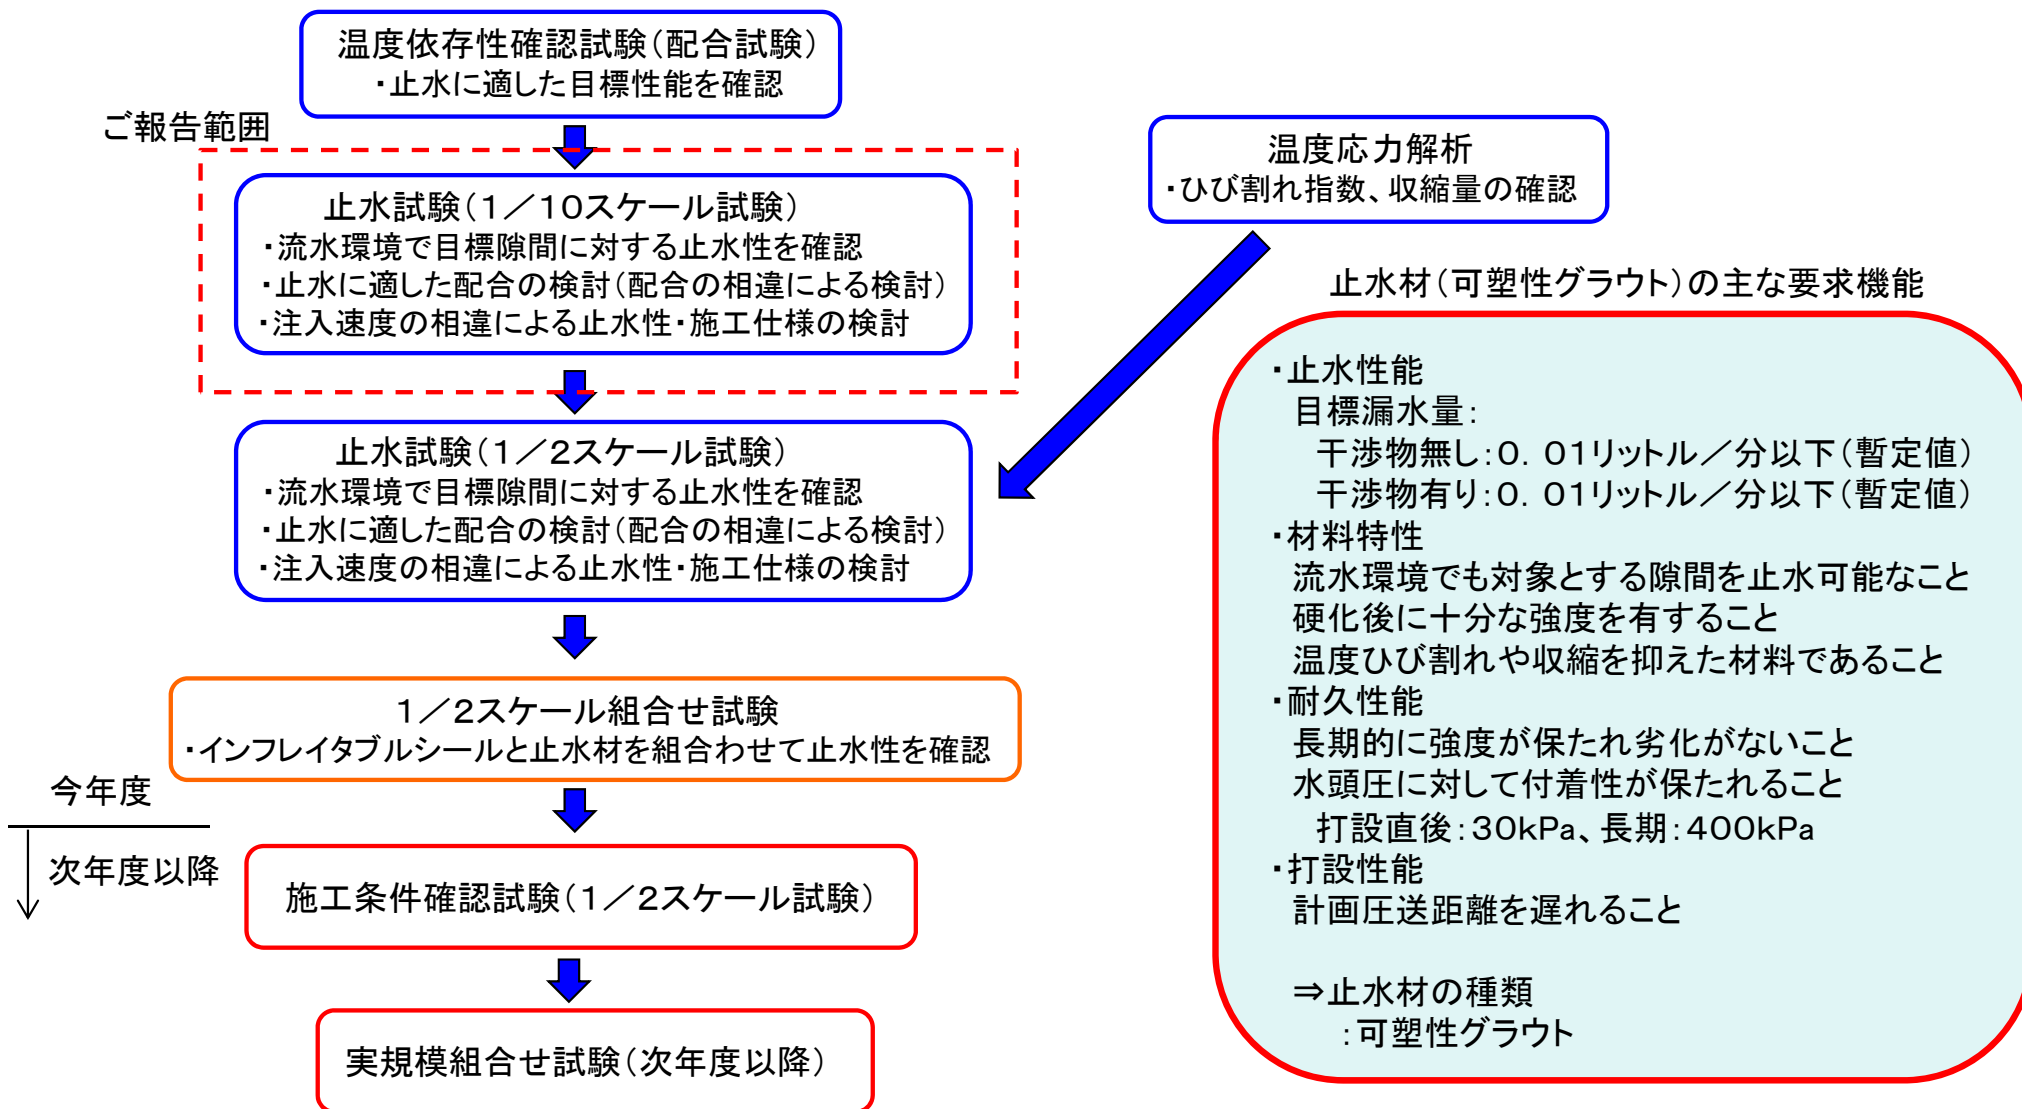 温度依存性確認試験(配合試験)
・止水に適した目標性能を確認
ご報告範囲
止水試験(1／10スケール試験)
・流水環境で目標隙間に対する止水性を確認
・止水に適した配合の検討(配合の相違による検討)
・注入速度の相違による止水性・施工仕様の検討
温度応力解析
・ひび割れ指数、収縮量の確認
止水試験(1／2スケール試験)
・流水環境で目標隙間に対する止水性を確認
・止水に適した配合の検討(配合の相違による検討)
・注入速度の相違による止水性・施工仕様の検討
1／2スケール組合せ試験
・インフレイタブルシールと止水材を組合わせて止水性を確認
今年度
次年度以降
施工条件確認試験(1／2スケール試験)
実規模組合せ試験(次年度以降)
止水材(可塑性グラウト)の主な要求機能
・止水性能
目標漏水量：
干渉物無し：0．01リットル／分以下(暫定値)
干渉物有り：0．01リットル／分以下(暫定値)
・材料特性
流水環境でも対象とする隙間を止水可能なこと
硬化後に十分な強度を有すること
温度ひび割れや収縮を抑えた材料であること
・耐久性能
長期的に強度が保たれ劣化がないこと
水頭圧に対して付着性が保たれること
打設直後：30kPa、長期：400kPa
・打設性能
計画圧送距離を遅れること
⇒止水材の種類
：可塑性グラウト